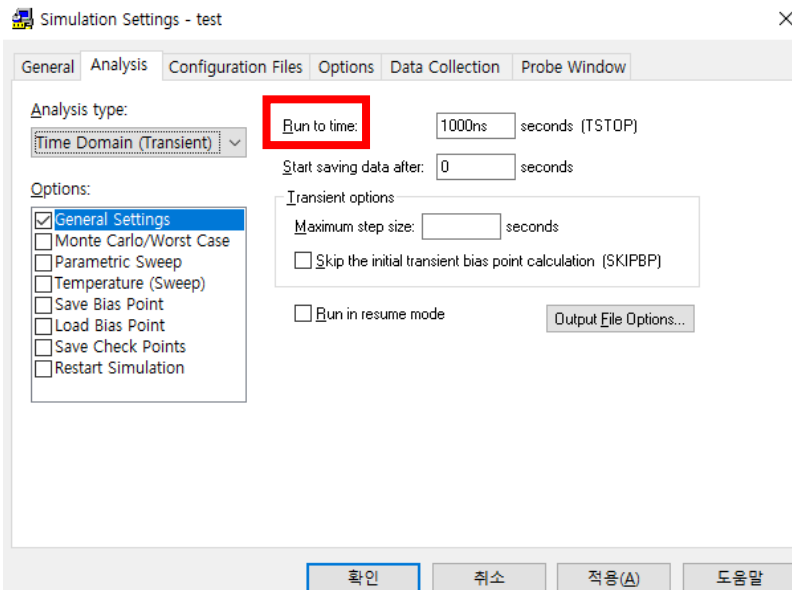 Simulation Settings - test
General Analysis Configuration Files Options Data Collection Probe Window
Analysis type:
Time Domain (Transient)
Options:
General Settings
Monte Carlo/Worst Case
Parametric Sweep
Temperature (Sweep)
Save Bias Point
Load Bias Point
Save Check Points
Restart Simulation
Run to time: 1000ns seconds (TSTOP)
Start saving data after: 0 seconds
Transient options
Maximum step size: seconds
Skip the initial transient bias point calculation (SKIPBP)
Run in resume mode
Output File Options...
확인 취소 적용(A) 도움말